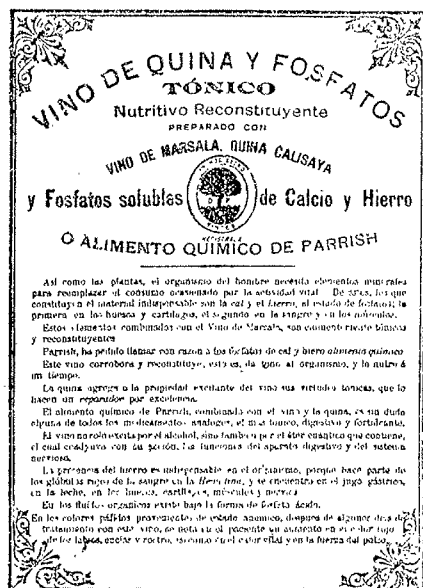 VINO DE QUINA Y FOSFATOS
TÓNICO
Nutritivo Reconstituyente
PREPARADO CON
VINO DE MARSALA, QUINA CALISAYA
y Fosfatos solubles de Calcio y Hierro
O ALIMENTO QUIMICO DE PARRISH
Así como las plantas, el organismo del hombre necesita elementos minerales
para reemplazar el consumo ocasionado por la actividad vital. De éstos, los que
constituyen el material indispensable son la cal y el hierro, al estado de fosfatos; la
primera en los huesos y cartílagos, el segundo en la sangre y en los músculos.
Estos elementos combinados con el Vino de Marsala, son
y reconstituyentes
Parrish, ha podido llamar con razon a los fosfatos de cal y hierro alimento químico
Este vino corrobora y reconstituye, esto es, da tono al organismo, y lo nutre á
un tiempo.
La quina agrega a la propiedad excitante del vino sus virtudes tónicas, que lo
hacen un reparador por excelencia.
El alimento químico de Parrish, combinado con el vino y la quina, es sin duda
alguna de todos los medicamentos análogos, el mas tónico, digestivo y fortificante.
El vino no solo excita por el alcohol, sino tambien por el éter enántico que contiene,
el cual coadyuva con su acción, las funciones del aparato digestivo y del sistema
nervioso.
La presencia del hierro es indispensable en el organismo, porque hace parte de
los glóbulos rojos de la sangre en la y se encuentra en el jugo gástrico,
en la leche, en los huesos, cartílagos, músculos y nervios
En los fluidos orgánicos existe bajo la forma de fosfato ácido.
En los colores pálidos provenientes de estado anémico, después de algunos dias de
tratamiento con este vino, se nota en el paciente un aumento en el color rojo
de los labios, encías y rostro, asi como en el calor vital y en la fuerza del pulso.